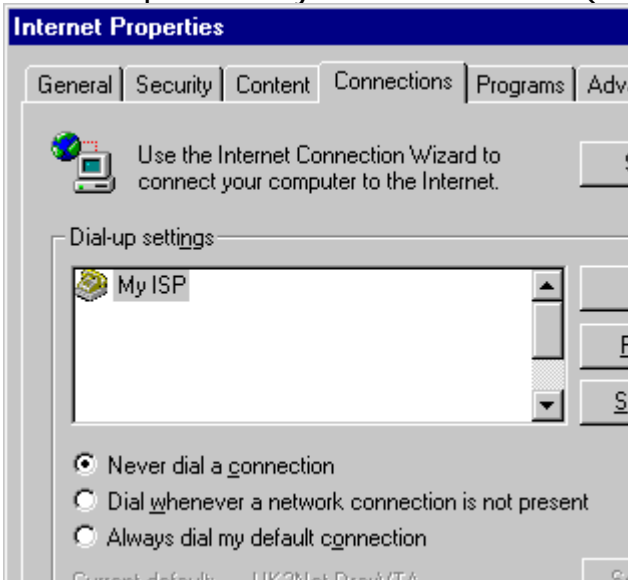 Internet Properties
General Security Content Connections Programs Adv
Use the Internet Connection Wizard to
connect your computer to the Internet.
Dial-up settings
My ISP
Never dial a connection
Dial whenever a network connection is not present
Always dial my default connection